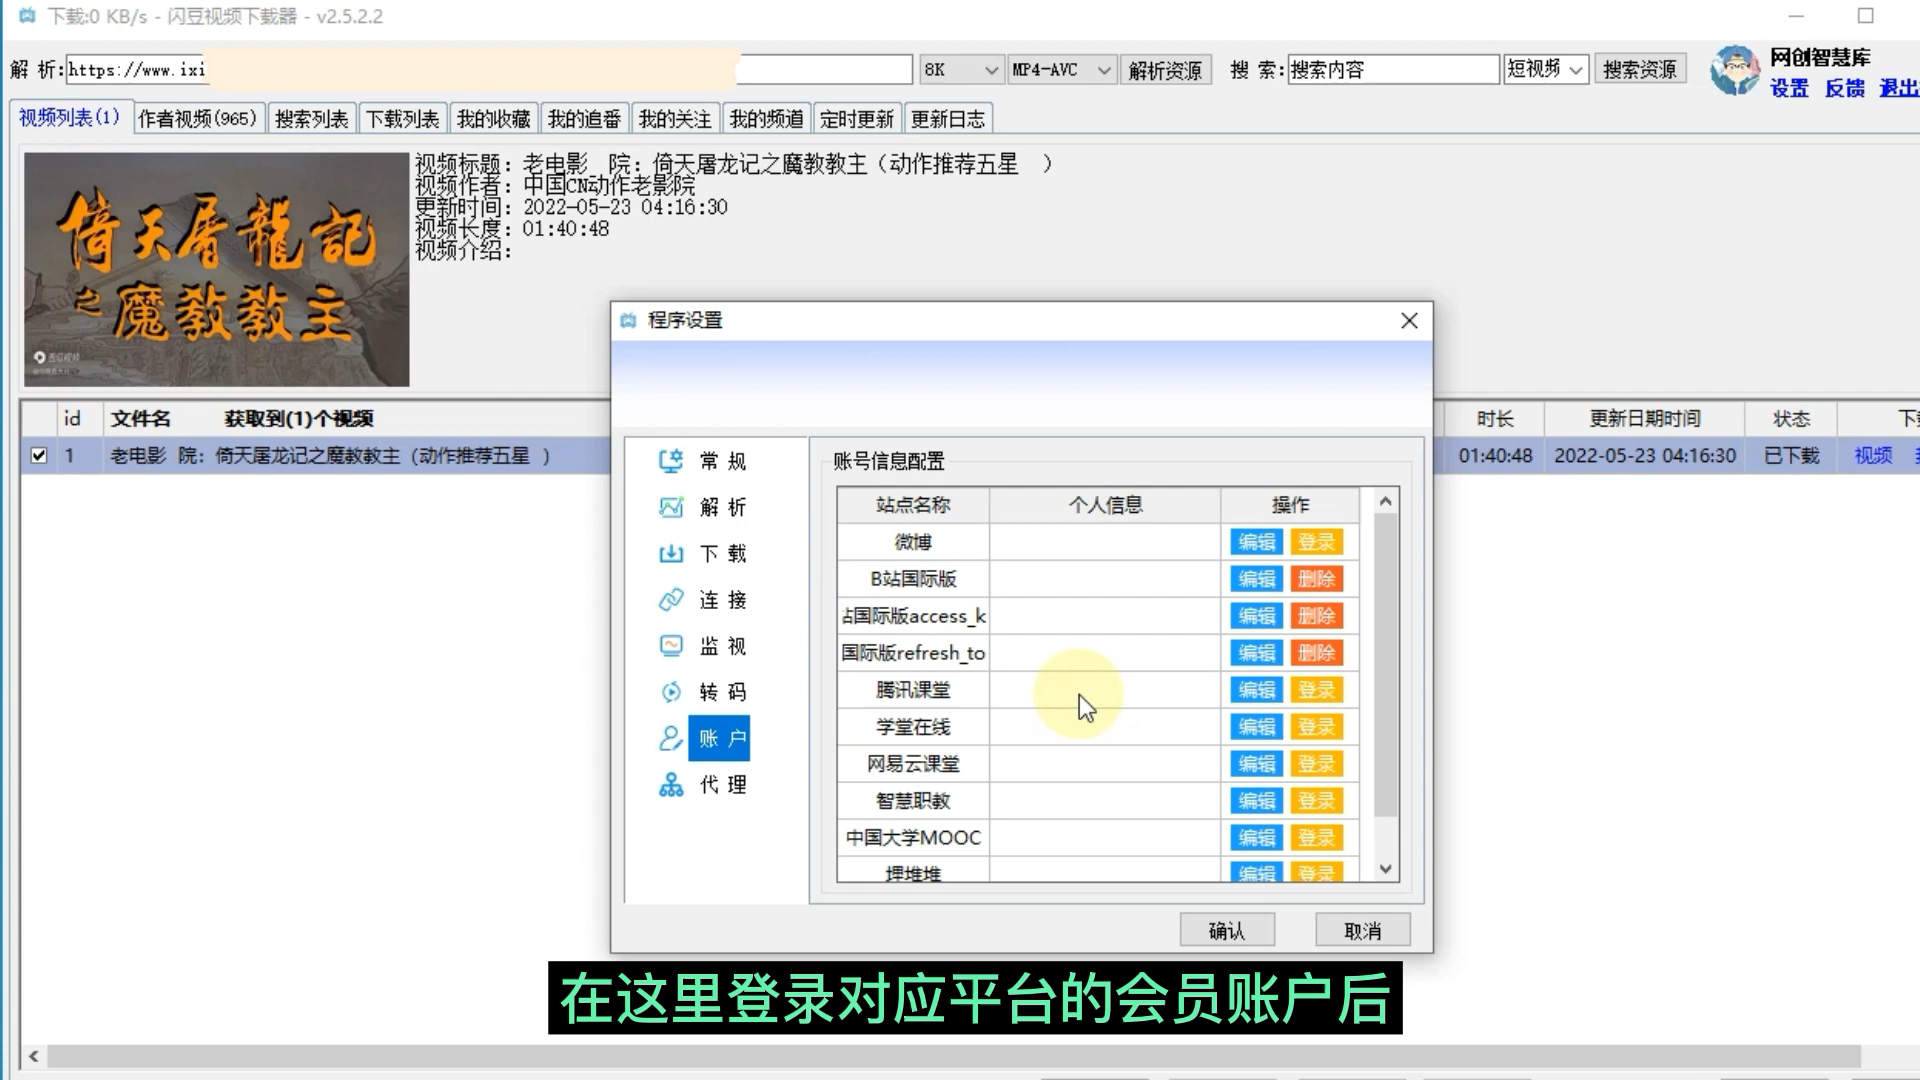 下载:0 KB/s - 闪豆视频下载器 - v2.5.2.2
解 析: https://www.ixi 8K MP4-AVC 解析资源 搜 索: 搜索内容 短视频 搜索资源
网创智慧库
设置 反馈 退出
视频列表(1) 作者视频(965) 搜索列表 下载列表 我的收藏 我的追番 我的关注 我的频道 定时更新 更新日志
倚天屠龍記
之魔教教主
视频标题: 老电影 院: 倚天屠龙记之魔教教主 (动作推荐五星 )
视频作者: 中国CN动作老影院
更新时间: 2022-05-23 04:16:30
视频长度: 01:40:48
视频介绍:
id 文件名 获取到(1)个视频 时长 更新日期时间 状态
1 老电影 院: 倚天屠龙记之魔教教主 (动作推荐五星 ) 01:40:48 2022-05-23 04:16:30 已下载 视频
程序设置
常 规
解 析
下 载
连 接
监 视
转 码
账 户
代 理
账号信息配置
站点名称 个人信息 操作
微博 编辑 登录
B站国际版 编辑 删除
占国际版access_k 编辑 删除
国际版refresh_to 编辑 删除
腾讯课堂 编辑 登录
学堂在线 编辑 登录
网易云课堂 编辑 登录
智慧职教 编辑 登录
中国大学MOOC 编辑 登录
埋堆堆 编辑 登录
确认 取消
在这里登录对应平台的会员账户后